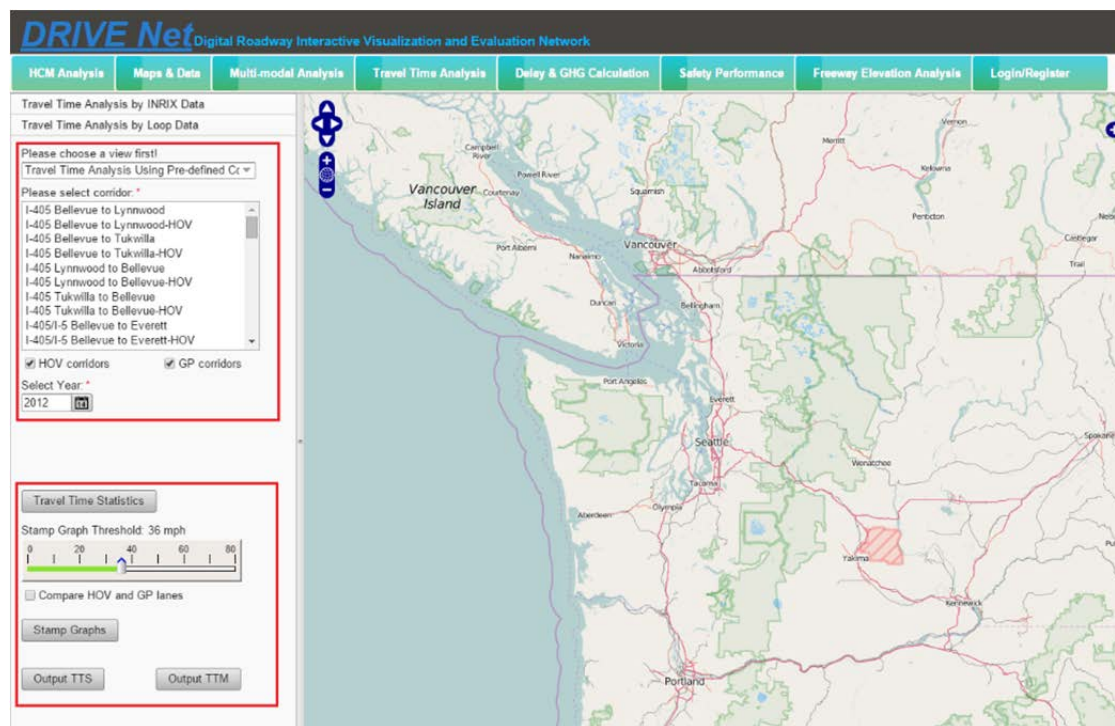 DRIVE Net Digital Roadway Interactive Visualization and Evaluation Network
HCM Analysis Maps & Data Multi-modal Analysis Travel Time Analysis Delay & GHG Calculation Safety Performance Freeway Elevation Analysis Login/Register
Travel Time Analysis by INRIX Data
Travel Time Analysis by Loop Data
Please choose a view first!
Travel Time Analysis Using Pre-defined Cc
Please select corridor: *
I-405 Bellevue to Lynnwood
I-405 Bellevue to Lynnwood-HOV
I-405 Bellevue to Tukwilla
I-405 Bellevue to Tukwilla-HOV
I-405 Lynnwood to Bellevue
I-405 Lynnwood to Bellevue-HOV
I-405 Tukwilla to Bellevue
I-405 Tukwilla to Bellevue-HOV
I-405/I-5 Bellevue to Everett
I-405/I-5 Bellevue to Everett-HOV
HOV corridors GP corridors
Select Year: *
2012
Travel Time Statistics
Stamp Graph Threshold: 36 mph
0 20 40 60 80
Compare HOV and GP lanes
Stamp Graphs
Output TTS Output TTM
Vernon
Merritt
Kelowna
Campbell River
Powell River
Vancouver Island
Courtenay
Squamish
Penticton
Castlegar
Port Alberni
Nanaimo
Vancouver
Abbotsford
Trail
Duncan
Bellingham
Victoria
Port Angeles
Everett
Seattle
Spokane
Wenatchee
Tacoma
Olympia
Aberdeen
Yakima
Kennewick
Portland